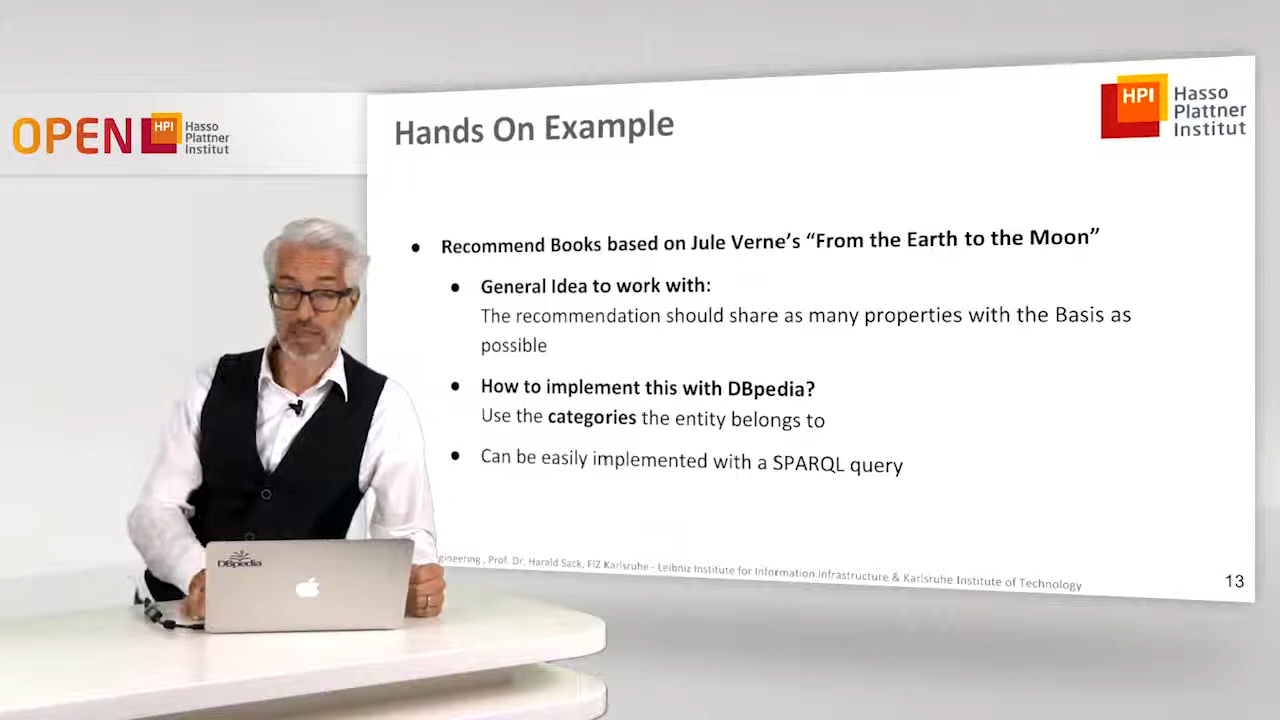 OPEN HPI Hasso
Plattner
Institut
Hands On Example
HPI Hasso
Plattner
Institut
● Recommend Books based on Jule Verne’s “From the Earth to the Moon”
● General Idea to work with:
The recommendation should share as many properties with the Basis as
possible
● How to implement this with DBpedia?
Use the categories the entity belongs to
● Can be easily implemented with a SPARQL query
DBpedia
gineering , Prof. Dr. Harald Sack, FIZ Karlsruhe - Leibniz Institute for Information Infrastructure & Karlsruhe Institute of Technology
13